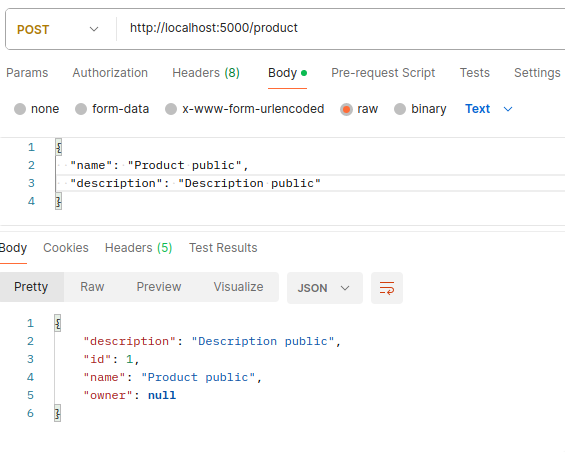 POST http://localhost:5000/product
Params Authorization Headers (8) Body Pre-request Script Tests Settings
none form-data x-www-form-urlencoded raw binary Text
1 {
2 "name": "Product public",
3 "description": "Description public"
4 }
Body Cookies Headers (5) Test Results
Pretty Raw Preview Visualize JSON
1 {
2 "description": "Description public",
3 "id": 1,
4 "name": "Product public",
5 "owner": null
6 }